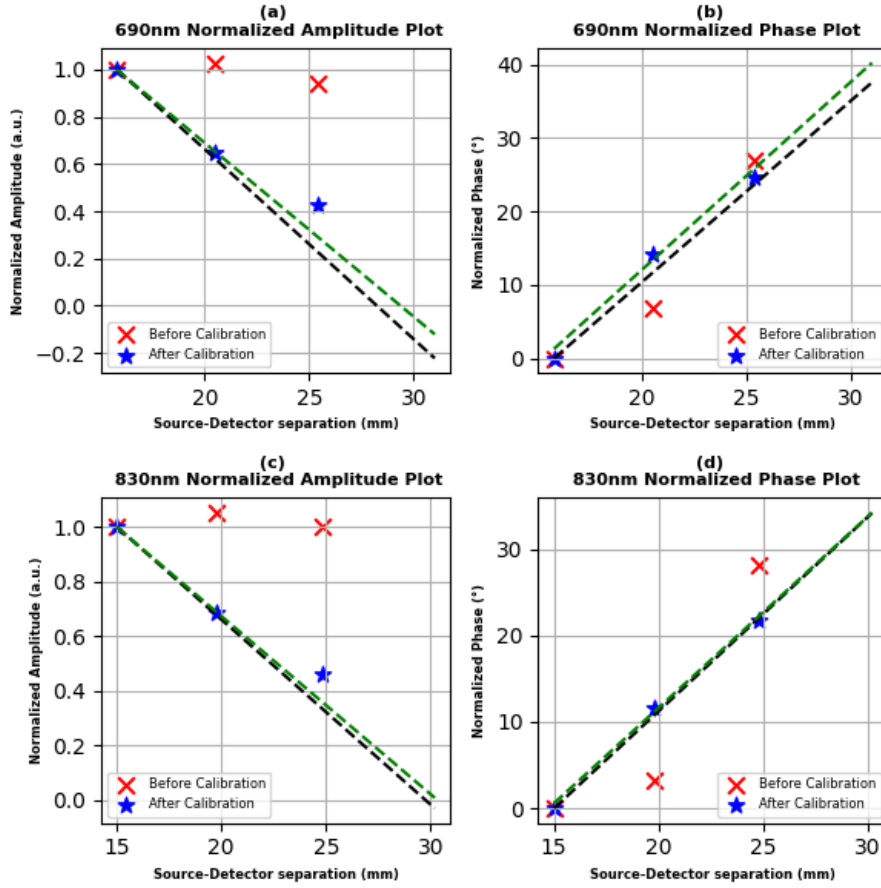 (a)
690nm Normalized Amplitude Plot
Normalized Amplitude (a.u.)
1.0
0.8
0.6
0.4
0.2
0.0
−0.2
Before Calibration
After Calibration
20
25
30
Source-Detector separation (mm)
(b)
690nm Normalized Phase Plot
Normalized Phase (°)
40
30
20
10
0
Before Calibration
After Calibration
20
25
30
Source-Detector separation (mm)
(c)
830nm Normalized Amplitude Plot
Normalized Amplitude (a.u.)
1.0
0.8
0.6
0.4
0.2
0.0
Before Calibration
After Calibration
15
20
25
30
Source-Detector separation (mm)
(d)
830nm Normalized Phase Plot
Normalized Phase (°)
30
20
10
0
Before Calibration
After Calibration
15
20
25
30
Source-Detector separation (mm)